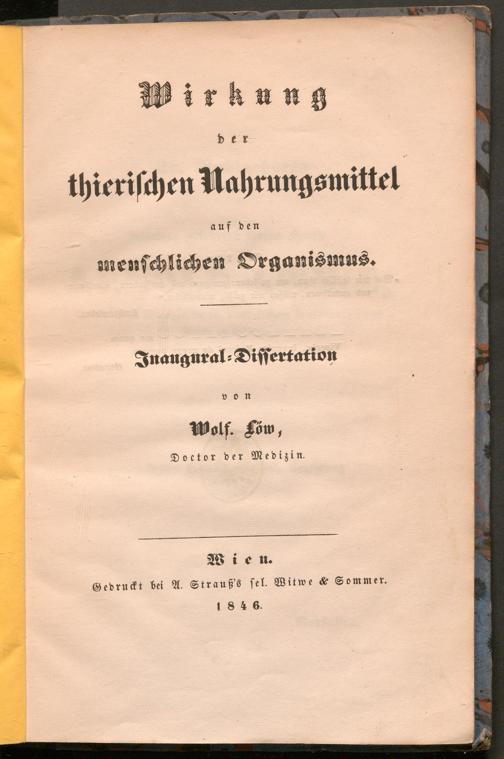 Wirkung
der
thierischen Nahrungsmittel
auf den
menschlichen Organismus.
Inaugural-Dissertation
von
Wolf. Löw,
Doctor der Medizin.
Wien.
Gedruckt bei A. Strauß's sel. Witwe & Sommer.
1846.